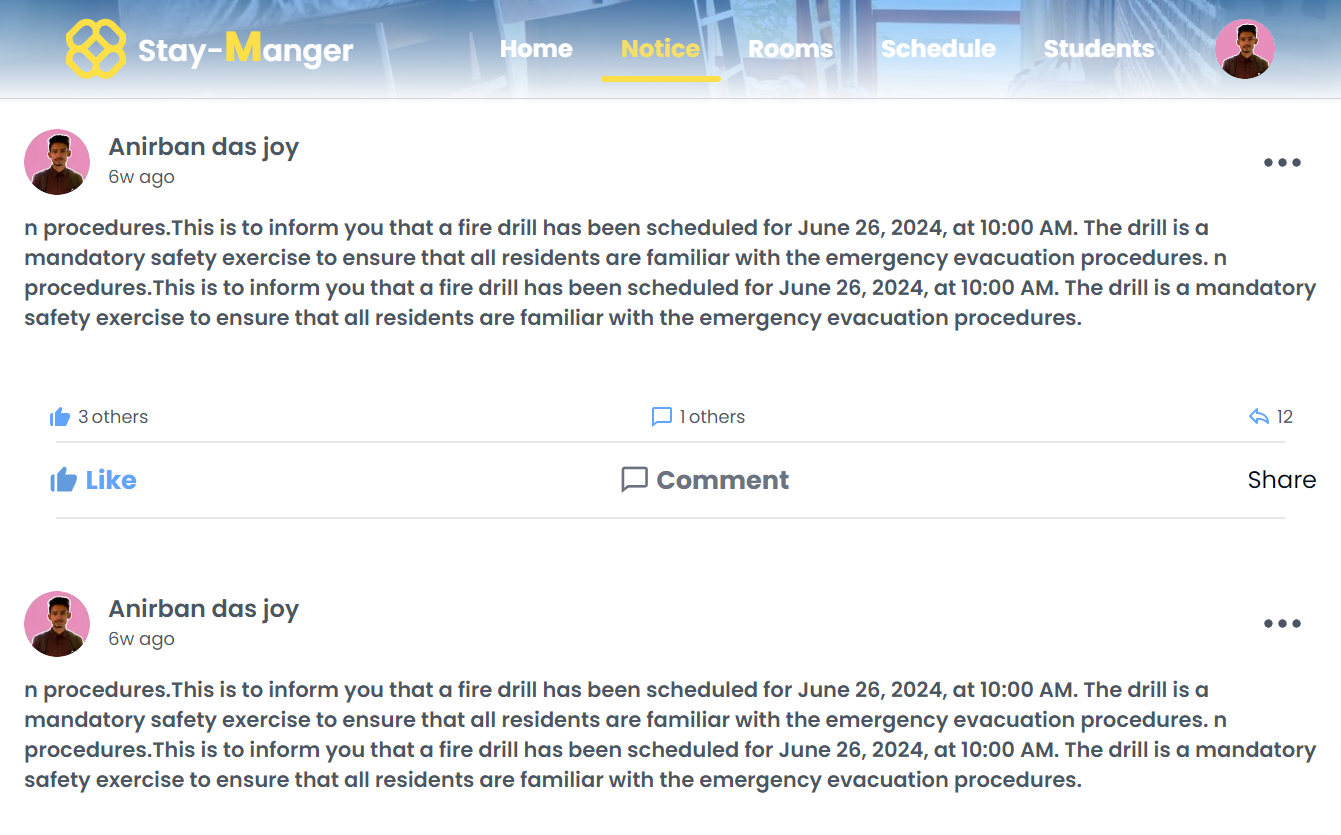 Stay-Manger
Home Notice Rooms Schedule Students
Anirban das joy
6w ago
n procedures.This is to inform you that a fire drill has been scheduled for June 26, 2024, at 10:00 AM. The drill is a
mandatory safety exercise to ensure that all residents are familiar with the emergency evacuation procedures. n
procedures.This is to inform you that a fire drill has been scheduled for June 26, 2024, at 10:00 AM. The drill is a mandatory
safety exercise to ensure that all residents are familiar with the emergency evacuation procedures.
3 others
1 others
12
Like
Comment
Share
Anirban das joy
6w ago
n procedures.This is to inform you that a fire drill has been scheduled for June 26, 2024, at 10:00 AM. The drill is a
mandatory safety exercise to ensure that all residents are familiar with the emergency evacuation procedures. n
procedures.This is to inform you that a fire drill has been scheduled for June 26, 2024, at 10:00 AM. The drill is a mandatory
safety exercise to ensure that all residents are familiar with the emergency evacuation procedures.